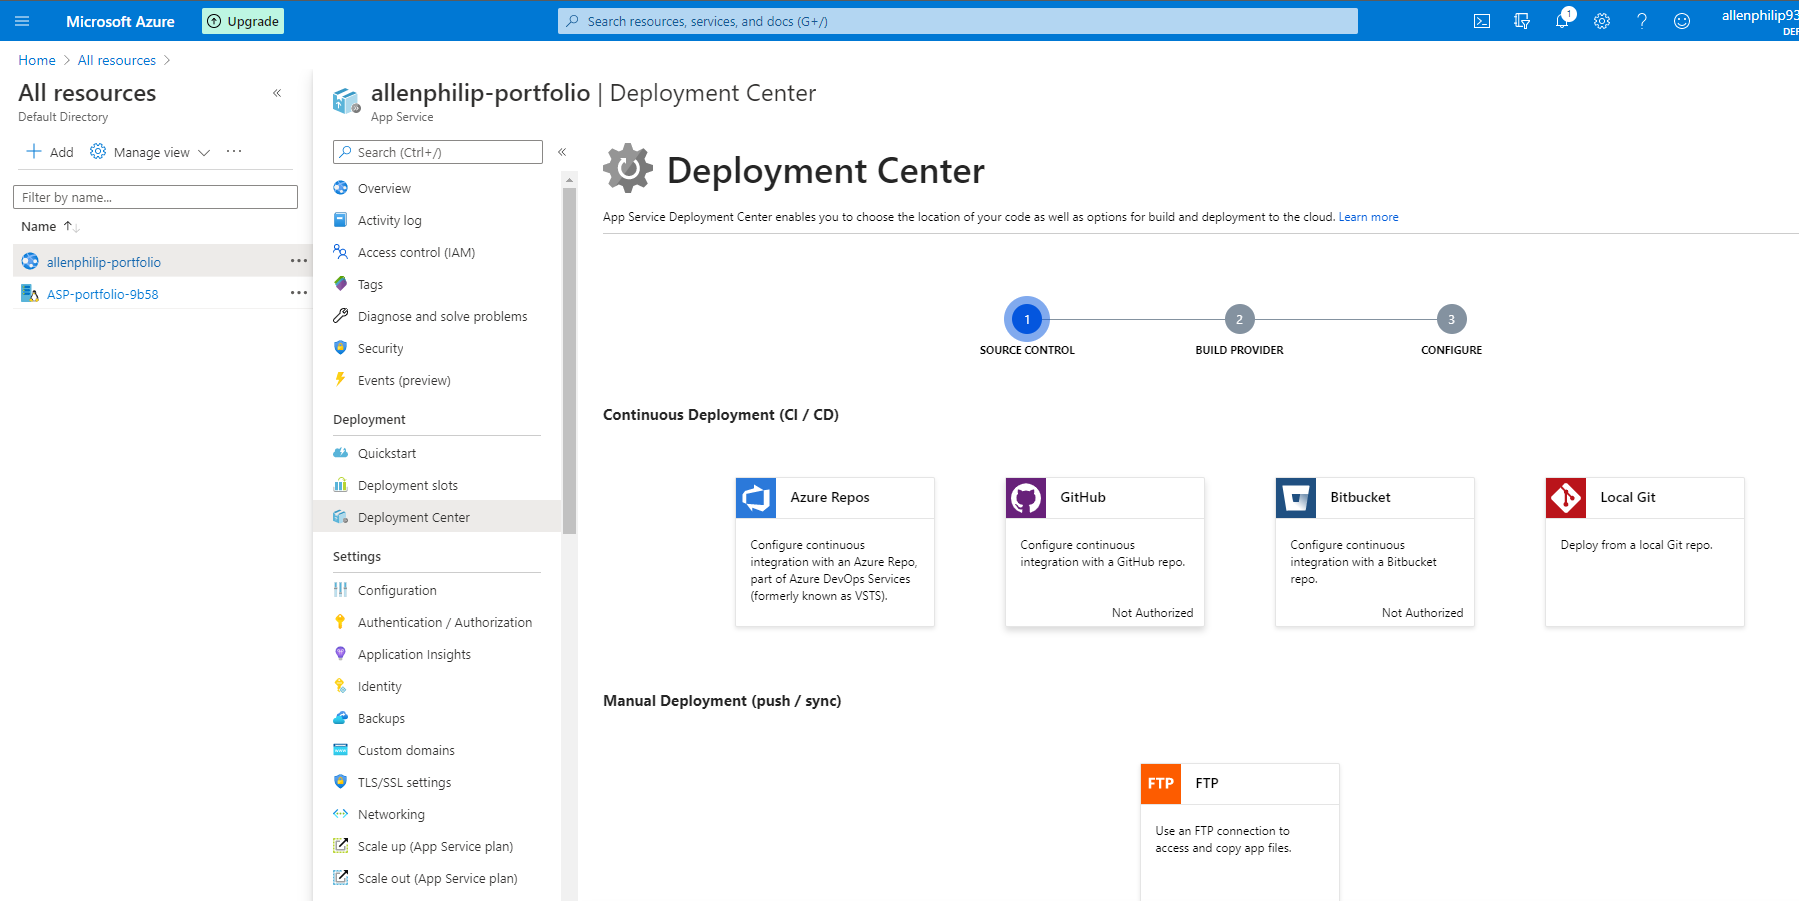 Microsoft Azure
Upgrade
Search resources, services, and docs (G+/)
1
allenphilip93
DEF
Home > All resources >
All resources
Default Directory
+ Add
Manage view
...
Filter by name...
Name
allenphilip-portfolio
ASP-portfolio-9b58
allenphilip-portfolio | Deployment Center
App Service
Search (Ctrl+/)
Overview
Activity log
Access control (IAM)
Tags
Diagnose and solve problems
Security
Events (preview)
Deployment
Quickstart
Deployment slots
Deployment Center
Settings
Configuration
Authentication / Authorization
Application Insights
Identity
Backups
Custom domains
TLS/SSL settings
Networking
Scale up (App Service plan)
Scale out (App Service plan)
Deployment Center
App Service Deployment Center enables you to choose the location of your code as well as options for build and deployment to the cloud. Learn more
1
SOURCE CONTROL
2
BUILD PROVIDER
3
CONFIGURE
Continuous Deployment (CI / CD)
Azure Repos
Configure continuous
integration with an Azure Repo,
part of Azure DevOps Services
(formerly known as VSTS).
GitHub
Configure continuous
integration with a GitHub repo.
Not Authorized
Bitbucket
Configure continuous
integration with a Bitbucket
repo.
Not Authorized
Local Git
Deploy from a local Git repo.
Manual Deployment (push / sync)
FTP
FTP
Use an FTP connection to
access and copy app files.